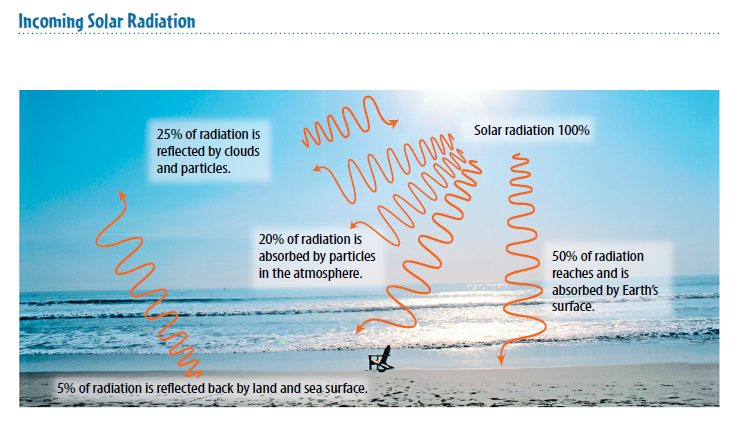 Incoming Solar Radiation
25% of radiation is
reflected by clouds
and particles.
Solar radiation 100%
20% of radiation is
absorbed by particles
in the atmosphere.
50% of radiation
reaches and is
absorbed by Earth's
surface.
5% of radiation is reflected back by land and sea surface.